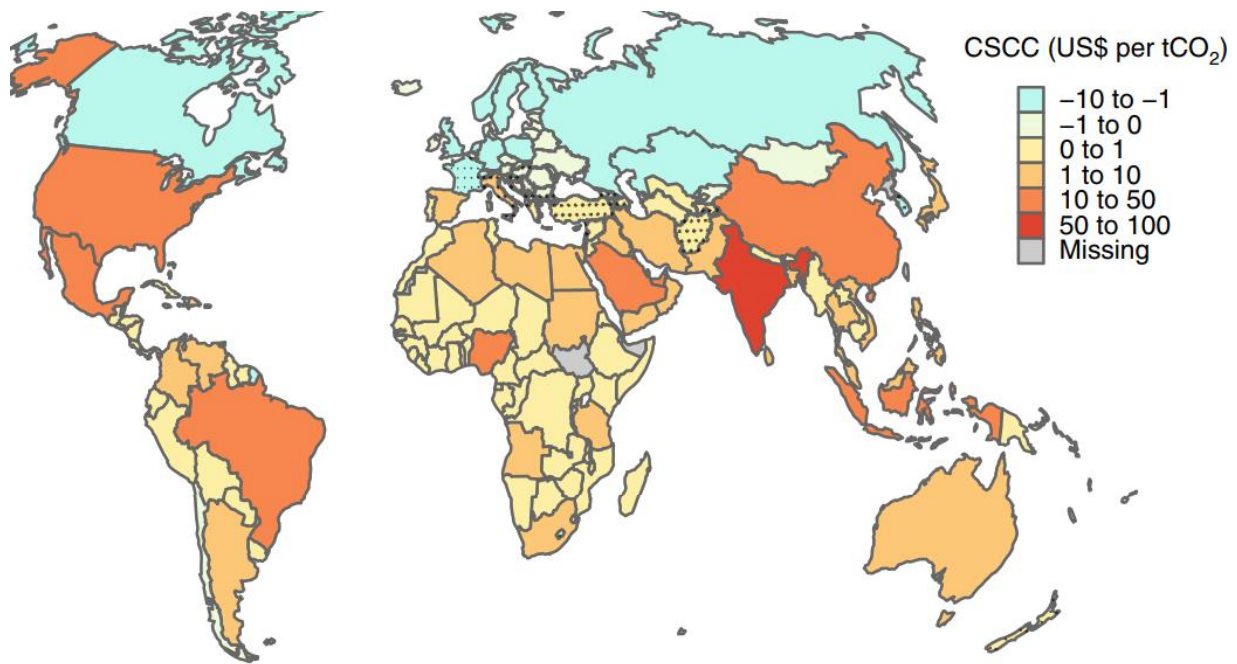 CSCC (US$ per tCO₂)
−10 to −1
−1 to 0
0 to 1
1 to 10
10 to 50
50 to 100
Missing